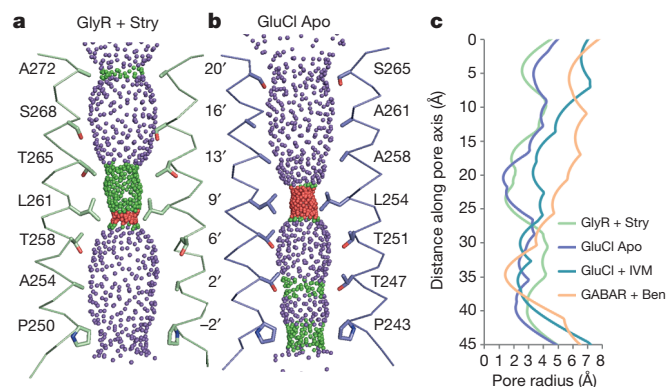 a GlyR + Stry
b GluCl Apo
c
A272
S268
T265
L261
T258
A254
P250
20′
16′
13′
9′
6′
2′
–2′
S265
A261
A258
L254
T251
T247
P243
Distance along pore axis (Å)
0
5
10
15
20
25
30
35
40
45
GlyR + Stry
GluCl Apo
GluCl + IVM
GABAR + Ben
0 1 2 3 4 5 6 7 8
Pore radius (Å)